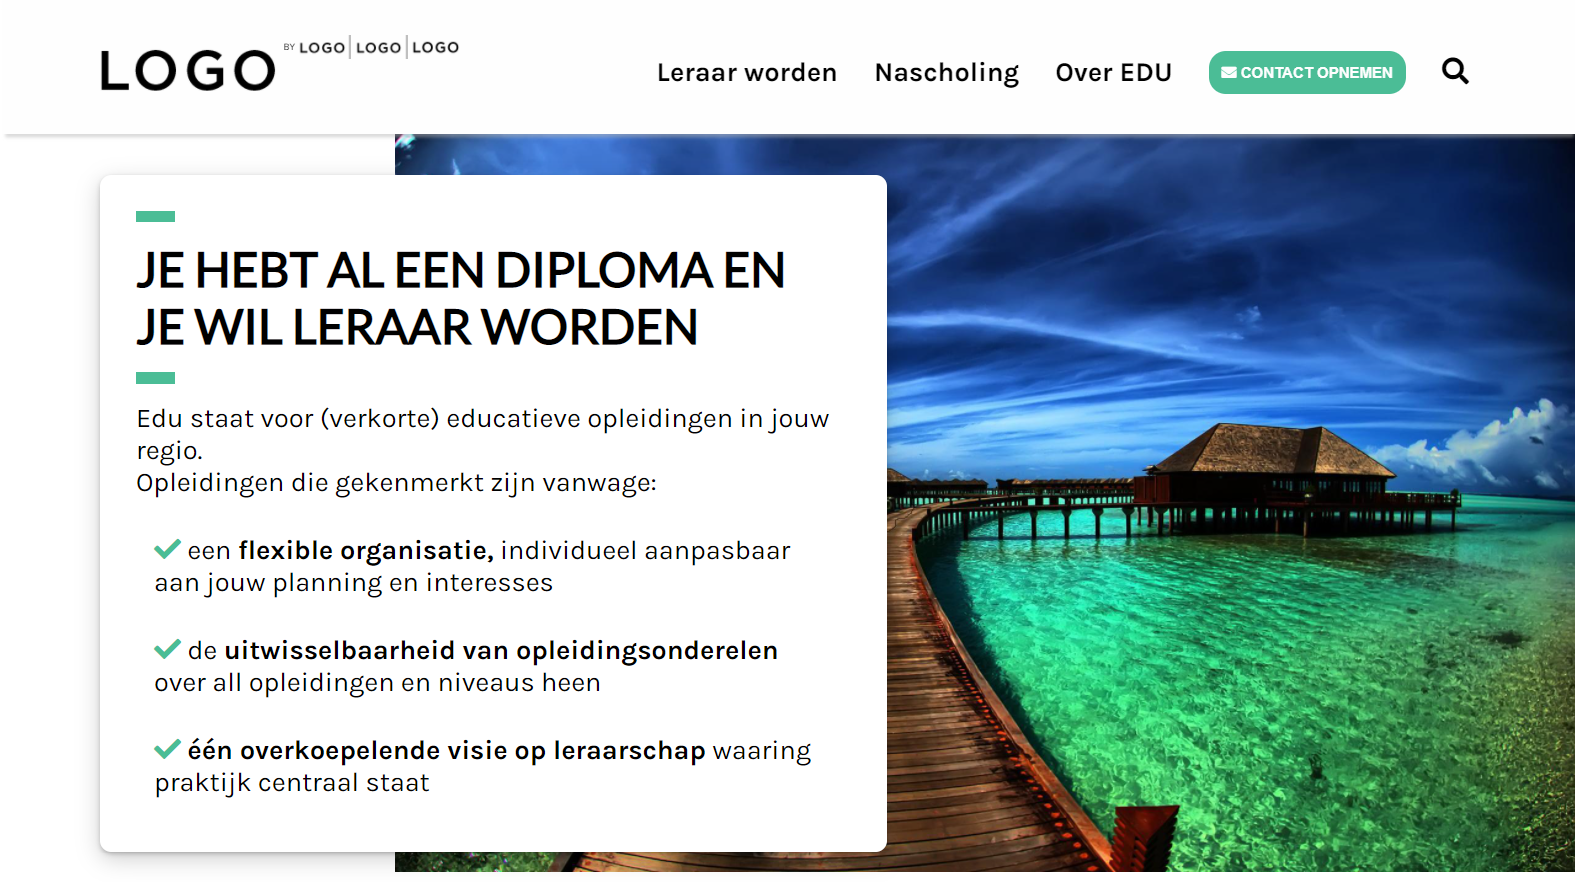 LOGO BY LOGO | LOGO | LOGO
Leraar worden Nascholing Over EDU CONTACT OPNEMEN
JE HEBT AL EEN DIPLOMA EN
JE WIL LERAAR WORDEN
Edu staat voor (verkorte) educatieve opleidingen in jouw
regio.
Opleidingen die gekenmerkt zijn vanwage:
een flexible organisatie, individueel aanpasbaar
aan jouw planning en interesses
de uitwisselbaarheid van opleidingsonderelen
over all opleidingen en niveaus heen
één overkoepelende visie op leraarschap waaring
praktijk centraal staat